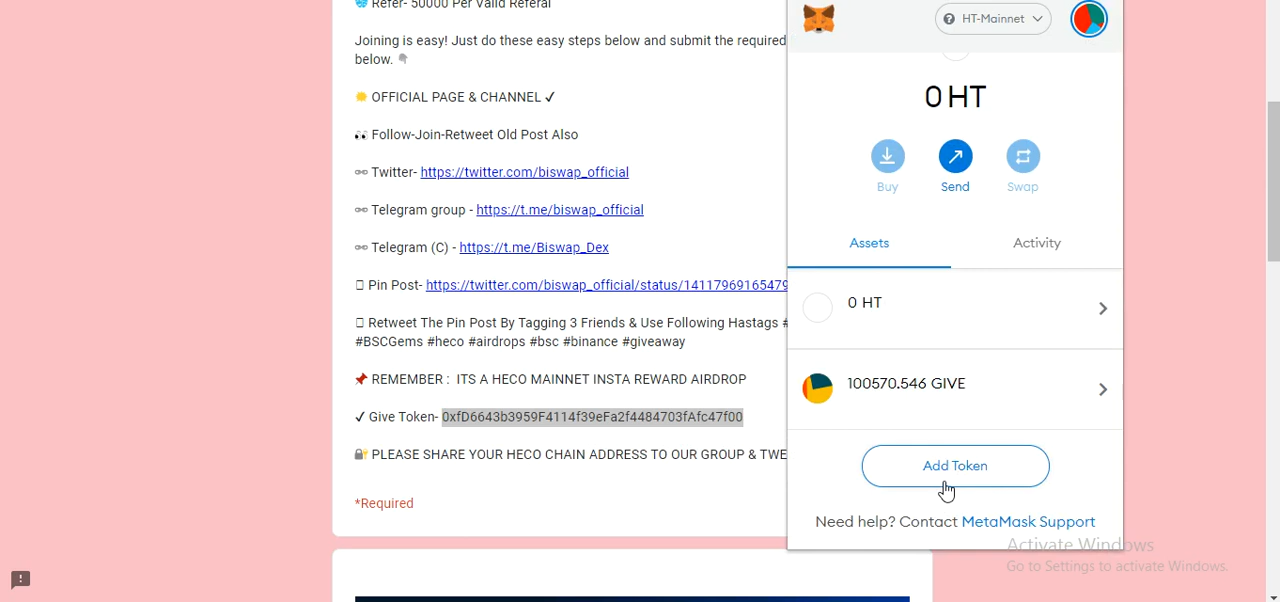 Refer- 50000 Per Valid Referal
Joining is easy! Just do these easy steps below and submit the required
below.
OFFICIAL PAGE & CHANNEL ✓
Follow-Join-Retweet Old Post Also
Twitter- https://twitter.com/biswap_official
Telegram group - https://t.me/biswap_official
Telegram (C) - https://t.me/Biswap_Dex
Pin Post- https://twitter.com/biswap_official/status/14117969165479
Retweet The Pin Post By Tagging 3 Friends & Use Following Hastags #
#BSCGems #heco #airdrops #bsc #binance #giveaway
REMEMBER : ITS A HECO MAINNET INSTA REWARD AIRDROP
✓ Give Token- 0xfD6643b3959F4114f39eFa2f4484703fAfc47f00
PLEASE SHARE YOUR HECO CHAIN ADDRESS TO OUR GROUP & TWE
*Required
HT-Mainnet
0 HT
Buy
Send
Swap
Assets
Activity
0 HT
100570.546 GIVE
Add Token
Need help? Contact MetaMask Support
Activate Windows
Go to Settings to activate Windows.